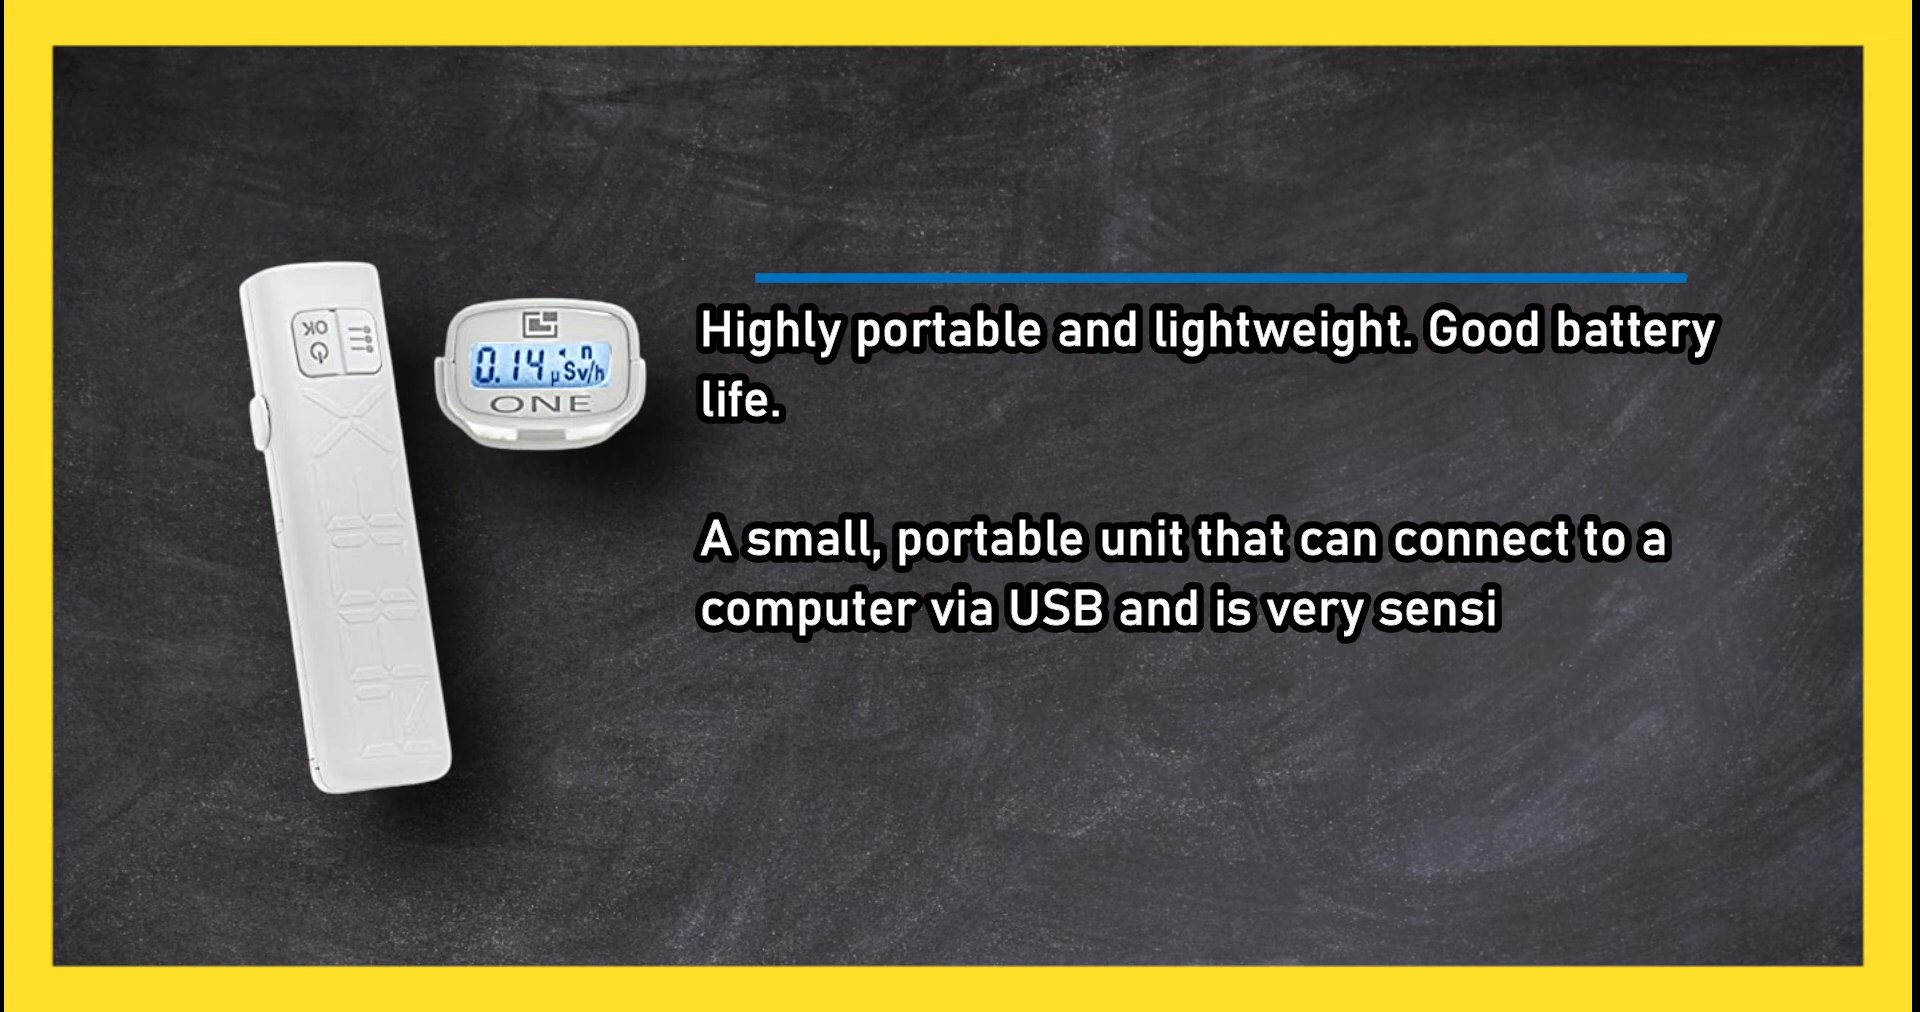 OK
0.14 µSv/h
ONE
Highly portable and lightweight. Good battery
life.
A small, portable unit that can connect to a
computer via USB and is very sensi